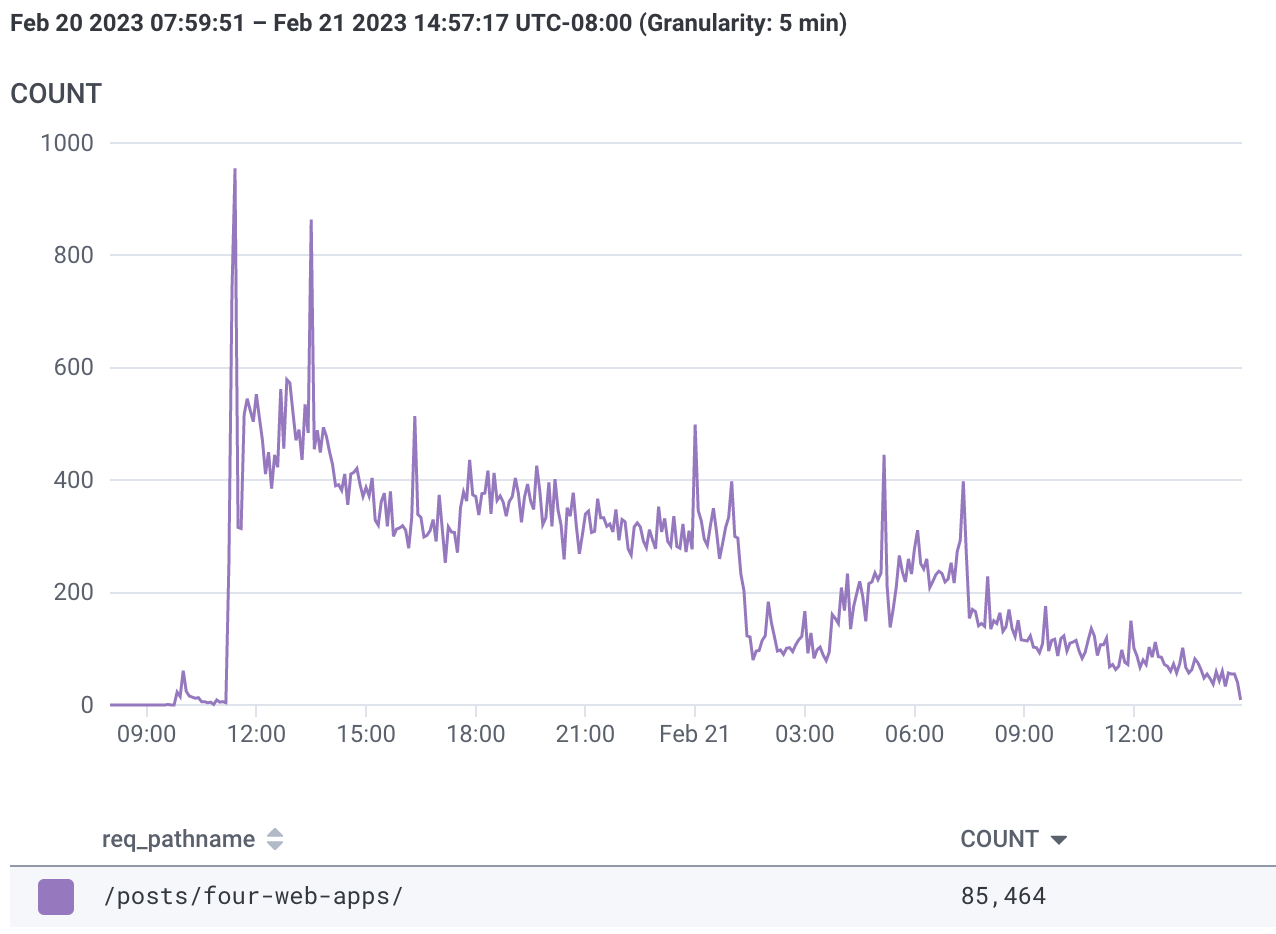 Feb 20 2023 07:59:51 – Feb 21 2023 14:57:17 UTC-08:00 (Granularity: 5 min)
COUNT
1000
800
600
400
200
0
09:00 12:00 15:00 18:00 21:00 Feb 21 03:00 06:00 09:00 12:00
req_pathname COUNT
/posts/four-web-apps/ 85,464